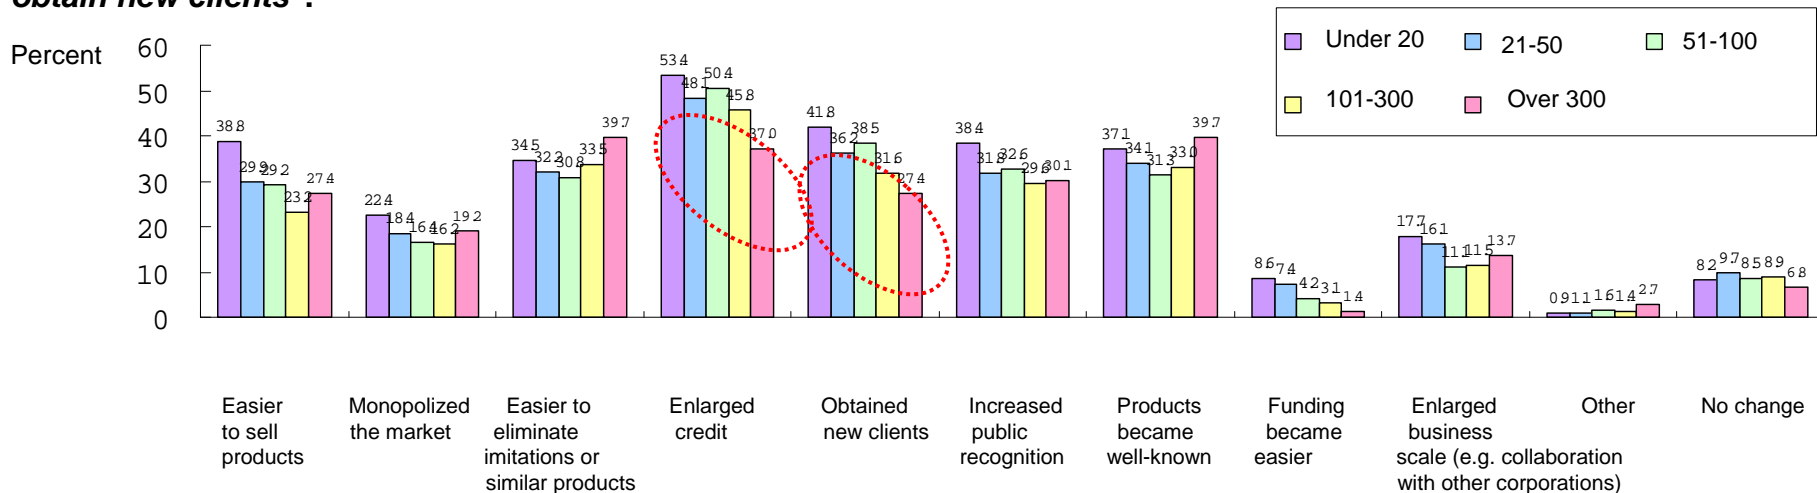 obtain new clients".
Percent
Under 20
21-50
51-100
101-300
Over 300
60
50
40
30
20
10
0
38.8 29.9 29.2 23.2 27.4
22.4 18.4 16.4 16.2 19.2
34.5 32.2 30.8 33.5 39.7
53.4 48.1 50.4 45.8 37.0
41.8 36.2 38.5 31.6 27.4
38.4 31.8 32.6 29.6 30.1
37.1 34.1 31.3 33.0 39.7
8.6 7.4 4.2 3.1 1.4
17.7 16.1 11.1 11.5 13.7
0.9 1.1 1.6 1.4 2.7
8.2 9.7 8.5 8.9 6.8
Easier
to sell
products
Monopolized
the market
Easier to
eliminate
imitations or
similar products
Enlarged
credit
Obtained
new clients
Increased
public
recognition
Products
became
well-known
Funding
became
easier
Enlarged
business
scale (e.g. collaboration
with other corporations)
Other
No change